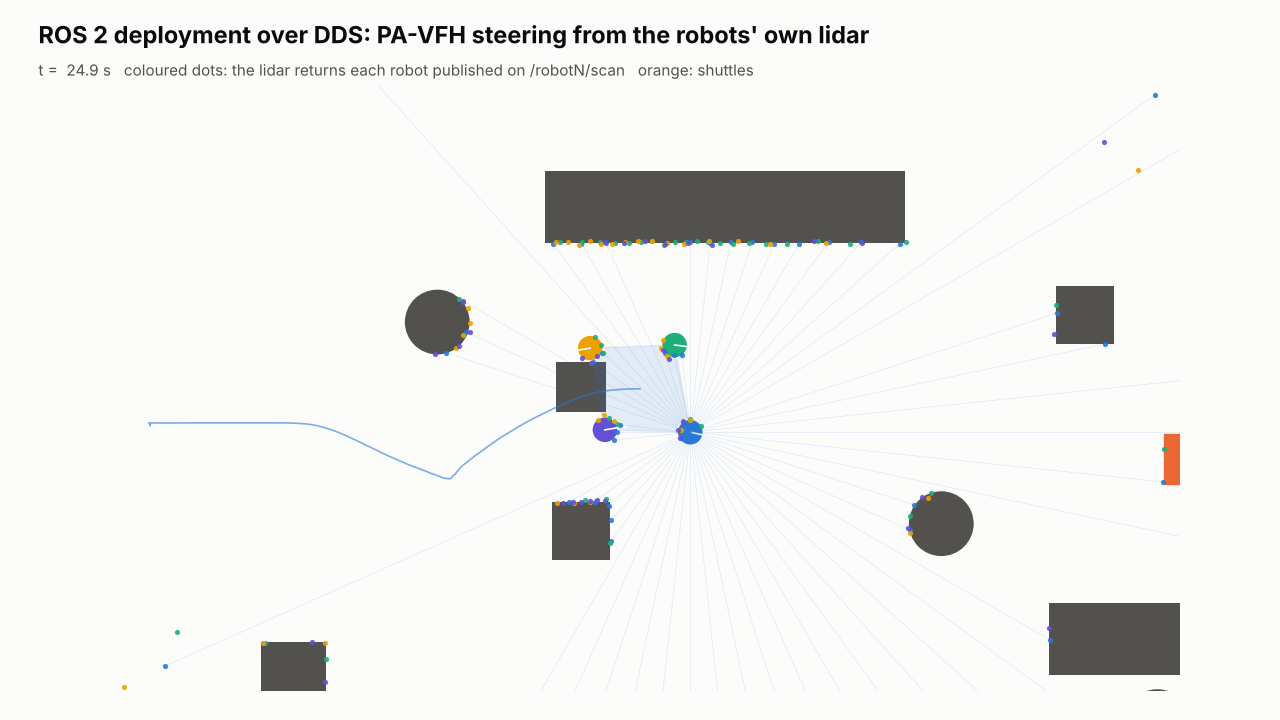 ROS 2 deployment over DDS: PA-VFH steering from the robots' own lidar
t =  24.9 s   coloured dots: the lidar returns each robot published on /robotN/scan   orange: shuttles